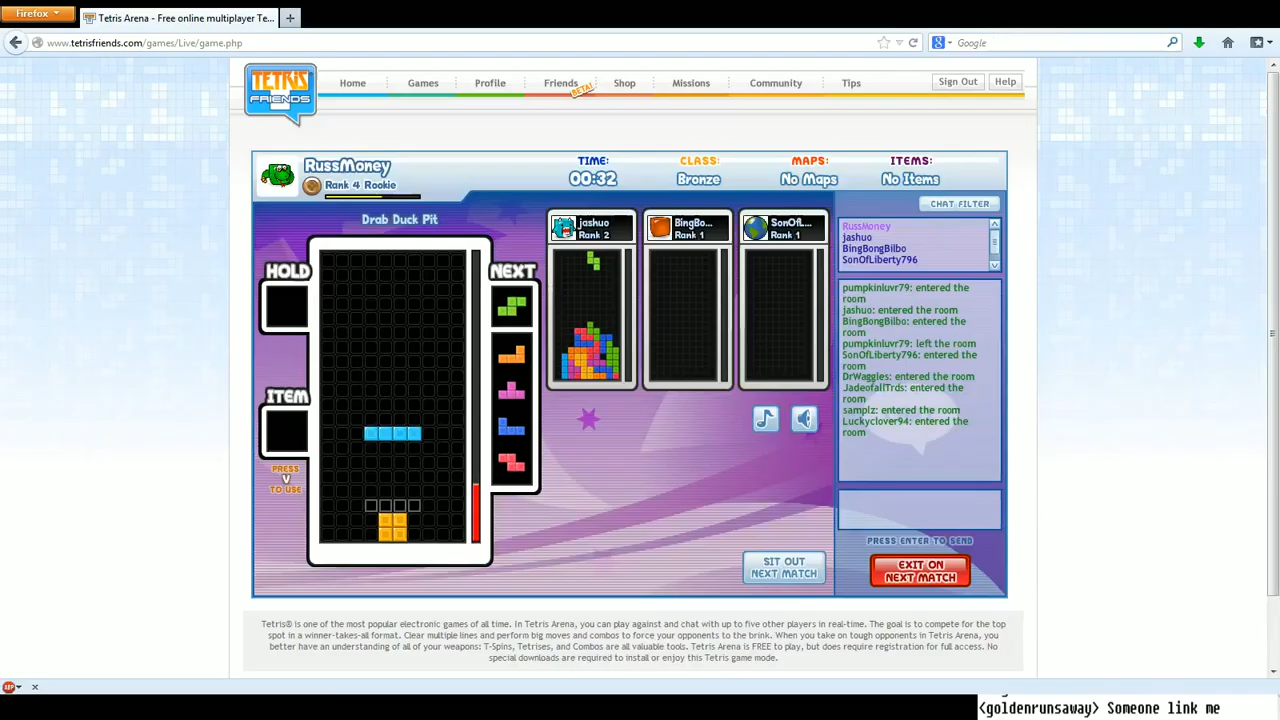 Firefox
Tetris Arena - Free online multiplayer Te...
www.tetrisfriends.com/games/Live/game.php
Google
TETRIS
FRIENDS
Home Games Profile Friends Shop Missions Community Tips
BETA!
Sign Out Help
RussMoney
Rank 4 Rookie
TIME:
00:32
CLASS:
Bronze
MAPS:
No Maps
ITEMS:
No Items
Drab Duck Pit
HOLD
NEXT
ITEM
PRESS
V
TO USE
jashuo
Rank 2
BingBo...
Rank 1
SonOfL...
Rank 1
CHAT FILTER
RussMoney
jashuo
BingBongBilbo
SonOfLiberty796
pumpkinluvr79: entered the
room
jashuo: entered the room
BingBongBilbo: entered the
room
pumpkinluvr79: left the room
SonOfLiberty796: entered the
room
DrWaggles: entered the room
JadeofallTrds: entered the
room
samplz: entered the room
Luckyclover94: entered the
room
PRESS ENTER TO SEND
SIT OUT
NEXT MATCH
EXIT ON
NEXT MATCH
Tetris® is one of the most popular electronic games of all time. In Tetris Arena, you can play against and chat with up to five other players in real-time. The goal is to compete for the top
spot in a winner-takes-all format. Clear multiple lines and perform big moves and combos to force your opponents to the brink. When you take on tough opponents in Tetris Arena, you
better have an understanding of all of your weapons: T-Spins, Tetrises, and Combos are all valuable tools. Tetris Arena is FREE to play, but does require registration for full access. No
special downloads are required to install or enjoy this Tetris game mode.
ABP
<goldenrunsaway> Someone link me